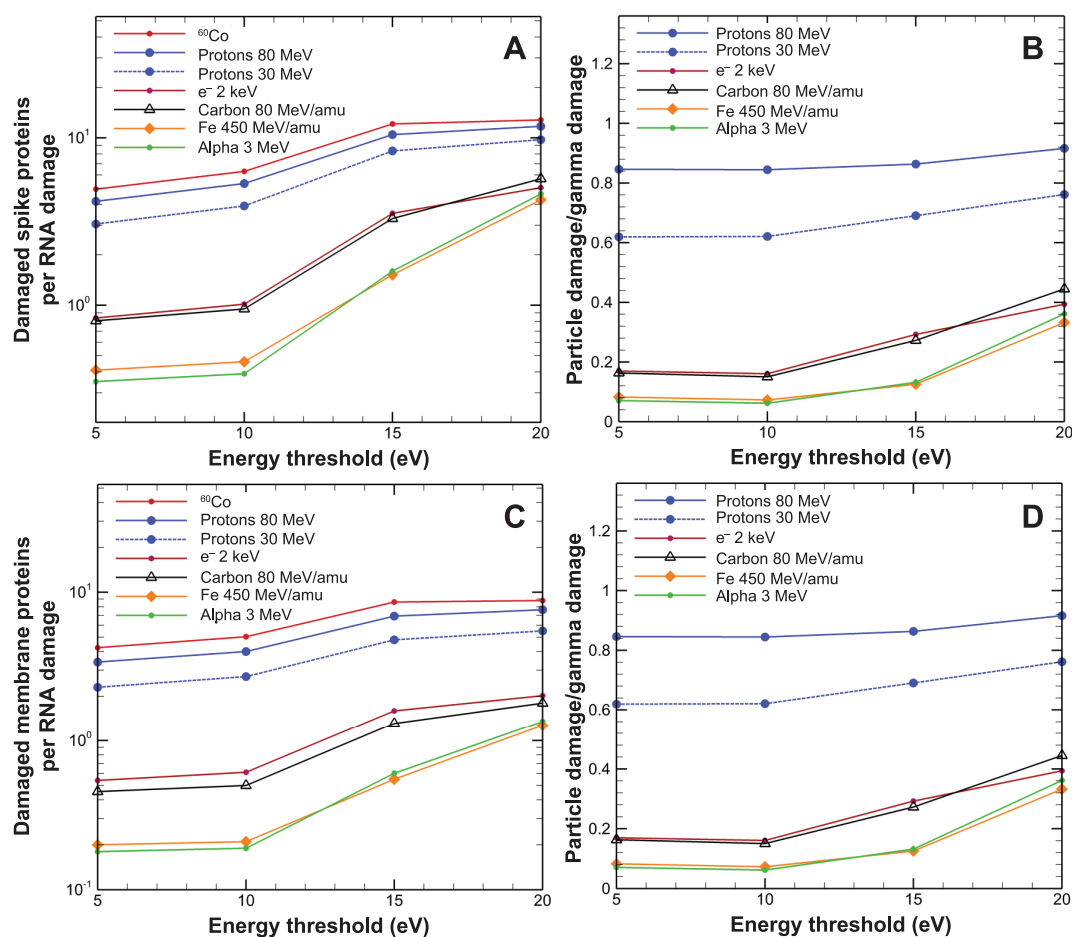 A
⁶⁰Co
Protons 80 MeV
Protons 30 MeV
e⁻ 2 keV
Carbon 80 MeV/amu
Fe 450 MeV/amu
Alpha 3 MeV
10¹
10⁰
5
10
15
20
Energy threshold (eV)
Damaged spike proteins
per RNA damage
B
Protons 80 MeV
Protons 30 MeV
e⁻ 2 keV
Carbon 80 MeV/amu
Fe 450 MeV/amu
Alpha 3 MeV
1.2
1
0.8
0.6
0.4
0.2
0
5
10
15
20
Energy threshold (eV)
Particle damage/gamma damage
C
⁶⁰Co
Protons 80 MeV
Protons 30 MeV
e⁻ 2 keV
Carbon 80 MeV/amu
Fe 450 MeV/amu
Alpha 3 MeV
10¹
10⁰
10⁻¹
5
10
15
20
Energy threshold (eV)
Damaged membrane proteins
per RNA damage
D
Protons 80 MeV
Protons 30 MeV
e⁻ 2 keV
Carbon 80 MeV/amu
Fe 450 MeV/amu
Alpha 3 MeV
1.2
1
0.8
0.6
0.4
0.2
0
5
10
15
20
Energy threshold (eV)
Particle damage/gamma damage